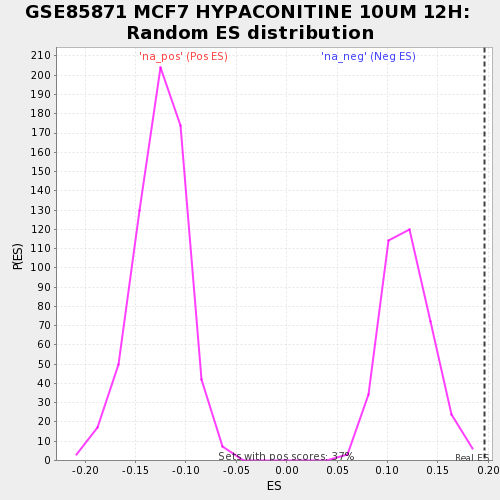 GSE85871 MCF7 HYPACONITINE 10UM 12H:
Random ES distribution
'na_pos' (Pos ES) 'na_neg' (Neg ES)
210
200
190
180
170
160
150
140
130
120
110
100
90
80
70
60
50
40
30
20
10
0
P(ES)
Sets with pos scores: 37%
Real ES
-0.20 -0.15 -0.10 -0.05 0.00 0.05 0.10 0.15 0.20
ES